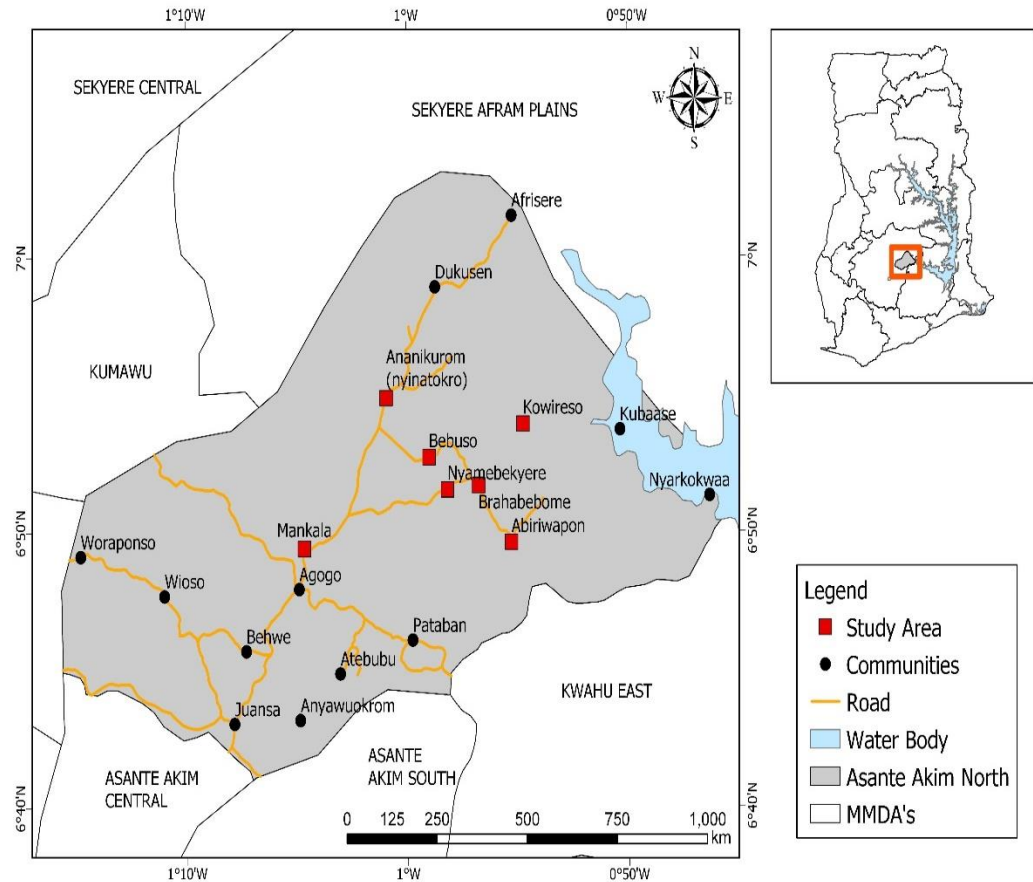 1°10'W
1°W
0°50'W
SEKYERE CENTRAL
SEKYERE AFRAM PLAINS
N
W
E
S
Afrisere
7°N
7°N
Dukusen
KUMAWU
Ananikurom
(nyinatokro)
Kowireso
Kubaase
Bebuso
Nyamebekyere
Nyarkokwaa
Brahabebome
Abiriwapon
6°50'N
6°50'N
Mankala
Woraponso
Agogo
Wioso
Pataban
Behwe
Atebubu
KWAHU EAST
Juansa
Anyawuokrom
ASANTE AKIM
CENTRAL
ASANTE
AKIM SOUTH
6°40'N
6°40'N
0 125 250 500 750 1,000
km
1°10'W
1°W
0°50'W
Legend
Study Area
Communities
Road
Water Body
Asante Akim North
MMDA's